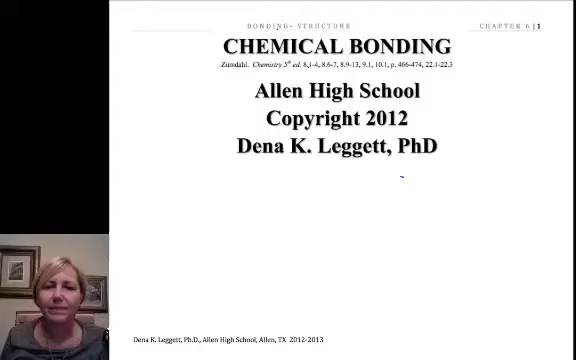 BONDING- STRUCTURE CHAPTER 6 | 1
CHEMICAL BONDING
Zumdahl. Chemistry 5th ed. 8.1-4, 8.6-7, 8.9-13, 9.1, 10.1, p. 466-474, 22.1-22.3
Allen High School
Copyright 2012
Dena K. Leggett, PhD
Dena K. Leggett, Ph.D., Allen High School, Allen, TX 2012-2013